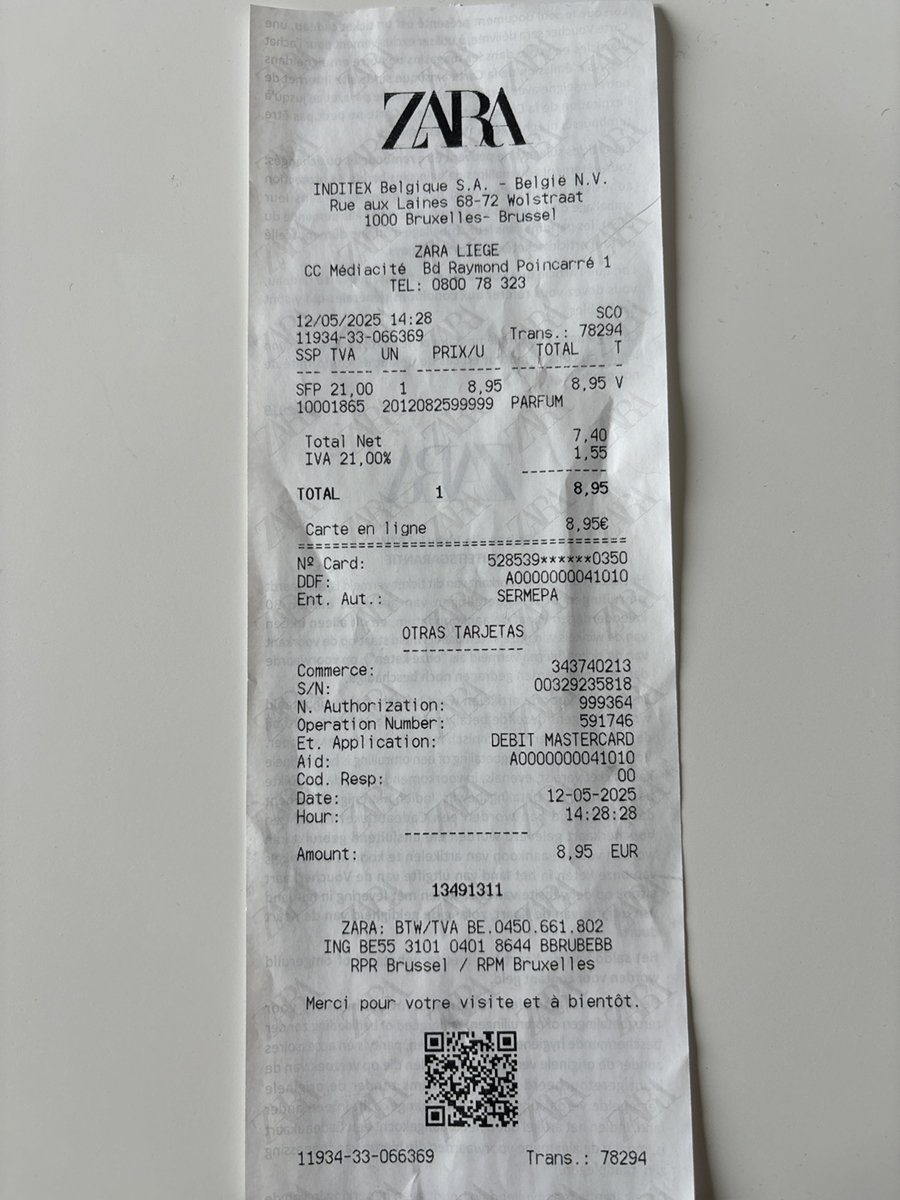 ZARA
INDITEX Belgique S.A. - België N.V.
Rue aux Laines 68-72 Wolstraat
1000 Bruxelles- Brussel
ZARA LIEGE
CC Médiacité Bd Raymond Poincarré 1
TEL: 0800 78 323
SCO
12/05/2025 14:28
11934-33-066369 Trans.: 78294
SSP TVA UN PRIX/U TOTAL T
--- ----- --- ---------- ------------ -
SFP 21,00 1 8,95 8,95 V
10001865 2012082599999 PARFUM
Total Net 7,40
IVA 21,00% 1,55
----------
TOTAL 1 8,95
Carte en ligne 8,95€
======================================
Nº Card: 528539******0350
DDF: A0000000041010
Ent. Aut.: SERMEPA
OTRAS TARJETAS
--------------
Commerce: 343740213
S/N: 00329235818
N. Authorization: 999364
Operation Number: 591746
Et. Application: DEBIT MASTERCARD
Aid: A0000000041010
Cod. Resp: 00
Date: 12-05-2025
Hour: 14:28:28
--------------
Amount: 8,95 EUR
13491311
ZARA: BTW/TVA BE.0450.661.802
ING BE55 3101 0401 8644 BBRUBEBB
RPR Brussel / RPM Bruxelles
Merci pour votre visite et à bientôt.
11934-33-066369 Trans.: 78294